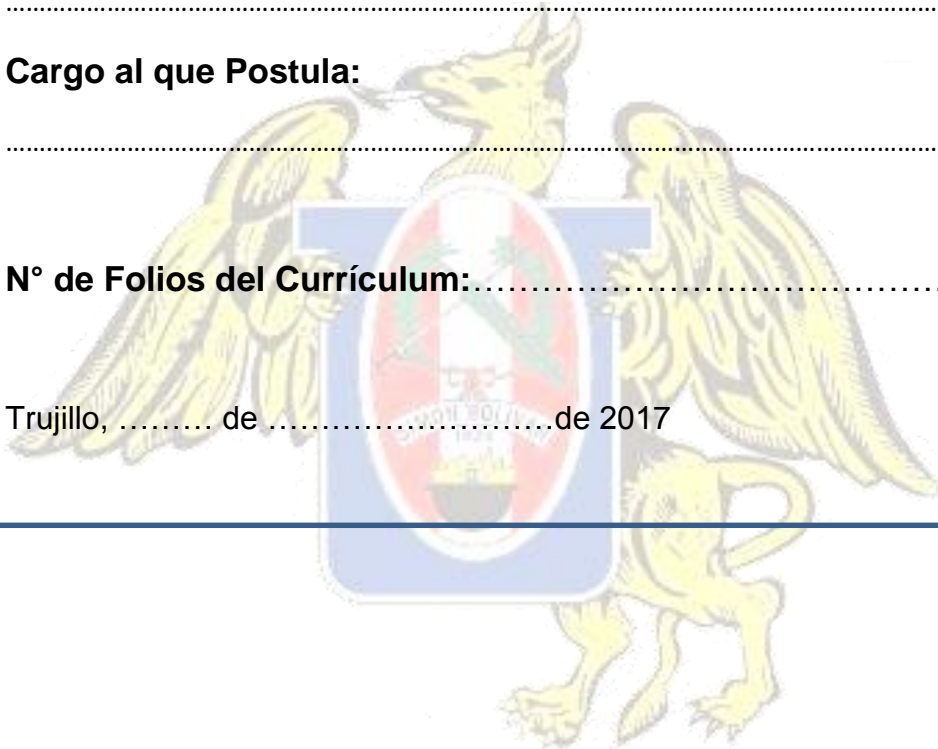 ................................................................................................................
Cargo al que Postula:
................................................................................................................
N° de Folios del Currículum:……………………………………….
Trujillo, ……… de ………………………de 2017